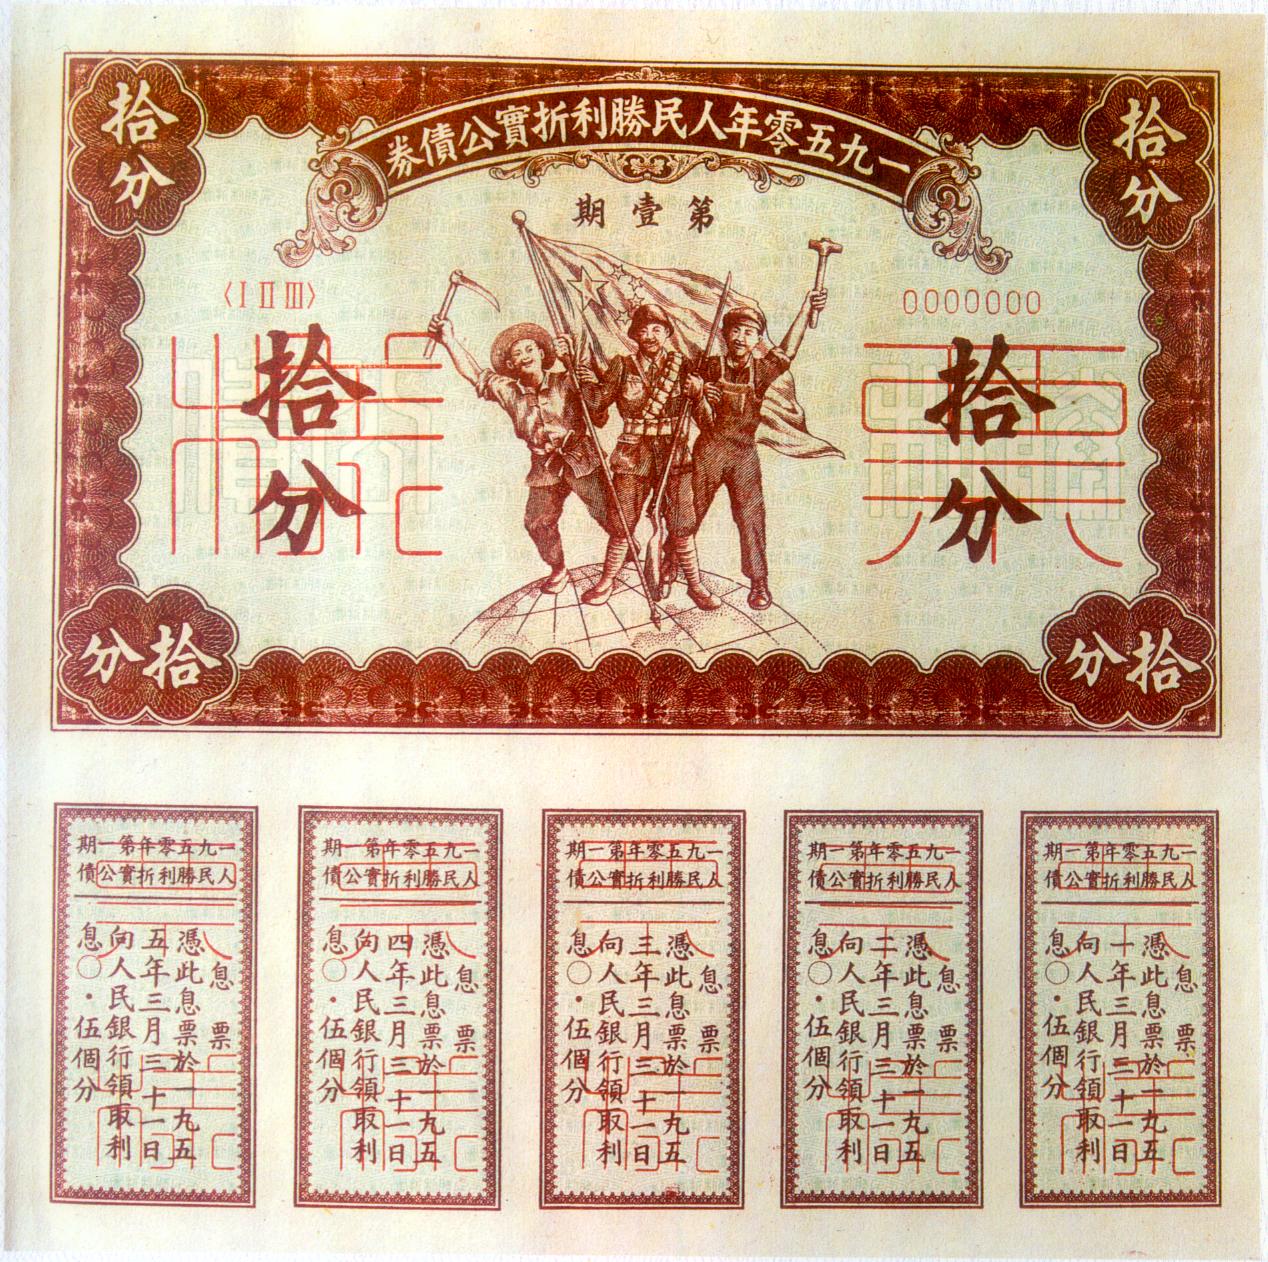 一九五零年人民勝利折實公債券
第壹期
拾分
拾分
〈I II III〉
0000000
拾分
拾分
拾分
拾分
一九五零年第一期
人民勝利折實公債
息票
憑此息票於一九五
一年三月三十一日
向人民銀行領取利
息〇·伍個分
一九五零年第一期
人民勝利折實公債
息票
憑此息票於一九五
二年三月三十一日
向人民銀行領取利
息〇·伍個分
一九五零年第一期
人民勝利折實公債
息票
憑此息票於一九五
三年三月三十一日
向人民銀行領取利
息〇·伍個分
一九五零年第一期
人民勝利折實公債
息票
憑此息票於一九五
四年三月三十一日
向人民銀行領取利
息〇·伍個分
一九五零年第一期
人民勝利折實公債
息票
憑此息票於一九五
五年三月三十一日
向人民銀行領取利
息〇·伍個分